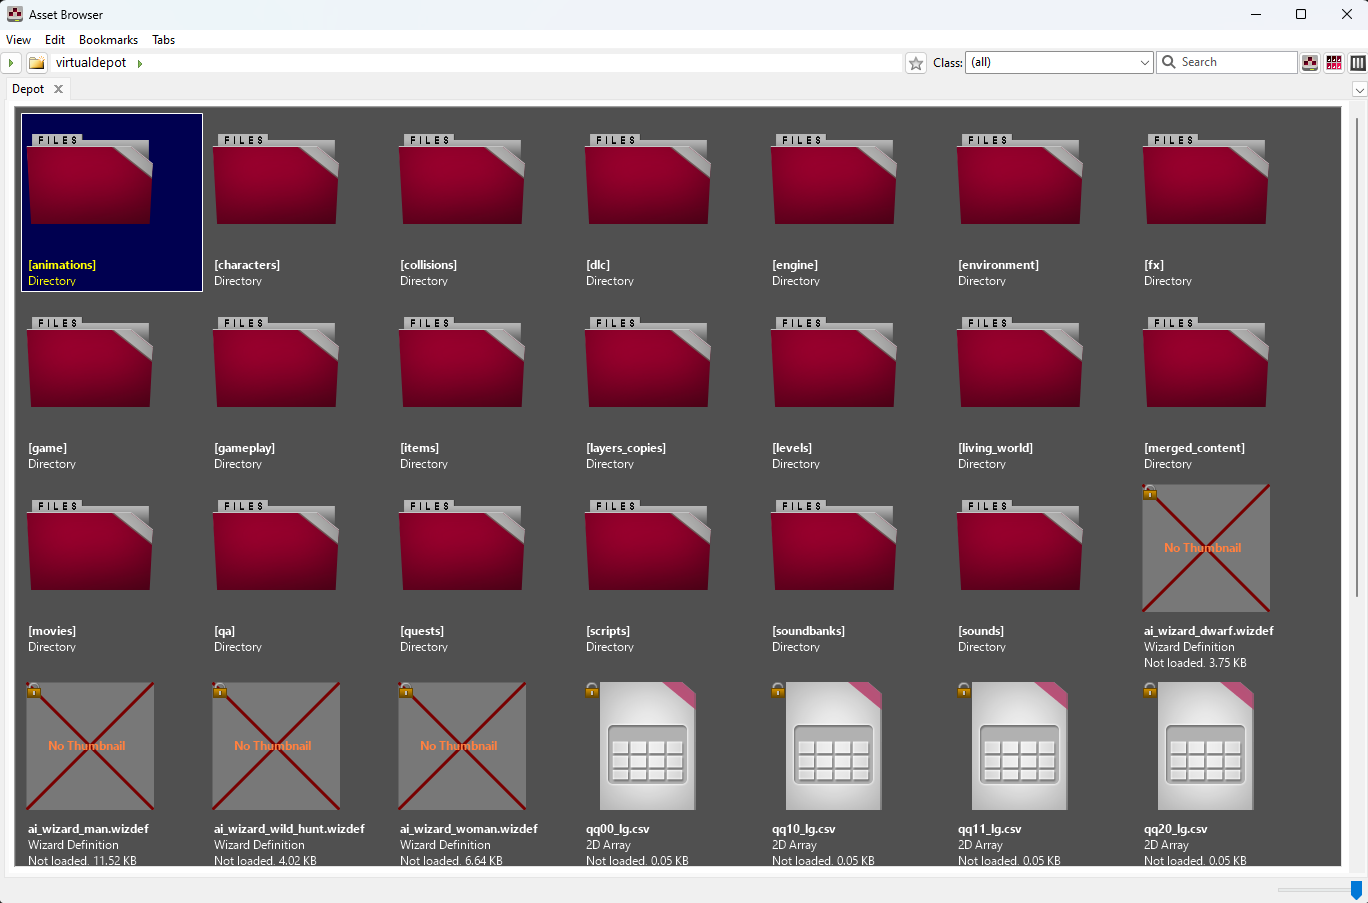 Asset Browser
View Edit Bookmarks Tabs
virtualdepot Class: (all) Search
Depot
FILES FILES FILES FILES FILES FILES FILES
[animations] [characters] [collisions] [dlc] [engine] [environment] [fx]
Directory Directory Directory Directory Directory Directory Directory
FILES FILES FILES FILES FILES FILES FILES
[game] [gameplay] [items] [layers_copies] [levels] [living_world] [merged_content]
Directory Directory Directory Directory Directory Directory Directory
FILES FILES FILES FILES FILES FILES
No Thumbnail
[movies] [qa] [quests] [scripts] [soundbanks] [sounds] ai_wizard_dwarf.wizdef
Directory Directory Directory Directory Directory Directory Wizard Definition
Not loaded. 3.75 KB
No Thumbnail No Thumbnail No Thumbnail
ai_wizard_man.wizdef ai_wizard_wild_hunt.wizdef ai_wizard_woman.wizdef qq00_lg.csv qq10_lg.csv qq11_lg.csv qq20_lg.csv
Wizard Definition Wizard Definition Wizard Definition 2D Array 2D Array 2D Array 2D Array
Not loaded. 11.52 KB Not loaded. 4.02 KB Not loaded. 6.64 KB Not loaded. 0.05 KB Not loaded. 0.05 KB Not loaded. 0.05 KB Not loaded. 0.05 KB